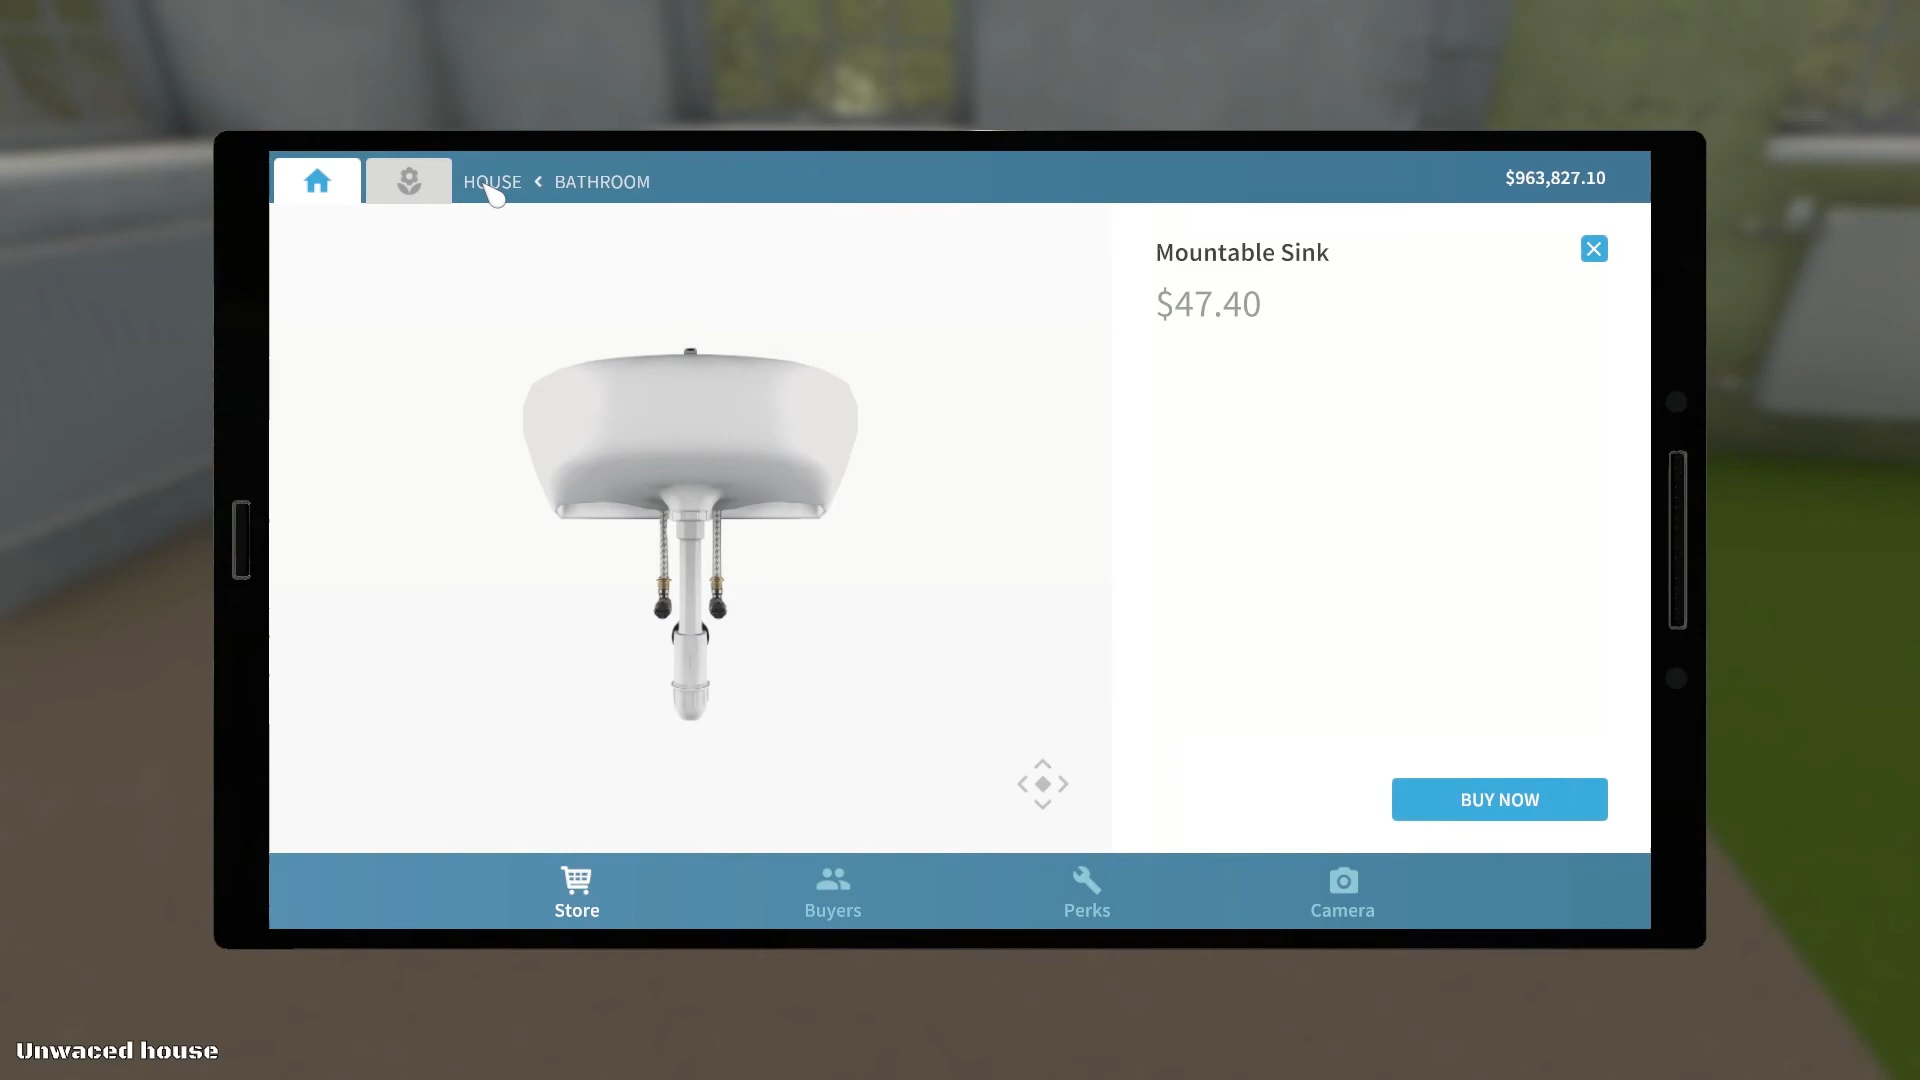 HOUSE < BATHROOM
$963,827.10
Mountable Sink
$47.40
BUY NOW
Store
Buyers
Perks
Camera
Unwaced house